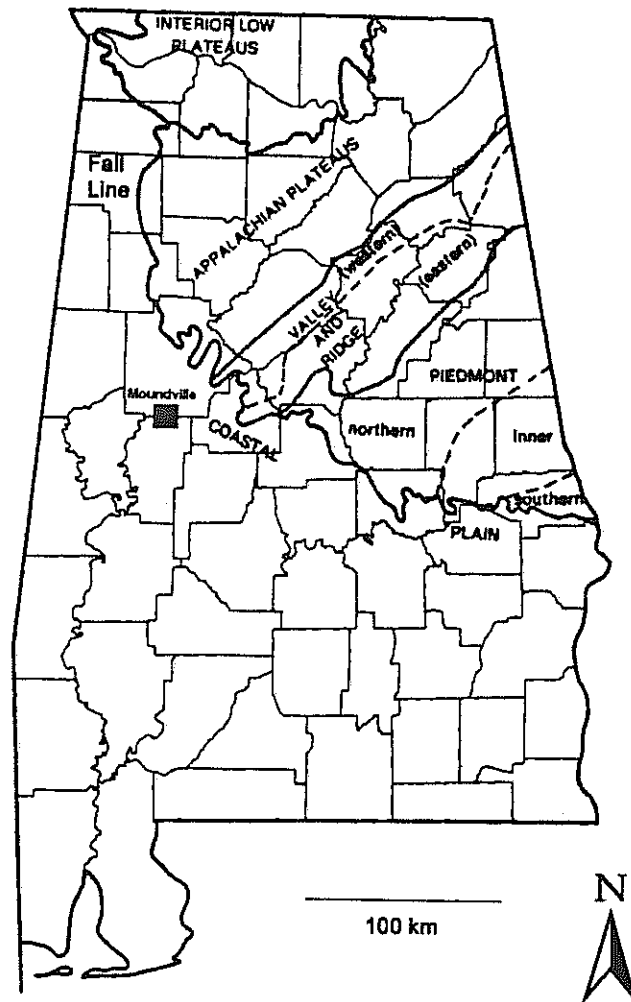 INTERIOR LOW
PLATEAUS
Fall
Line
APPALACHIAN PLATEAUS
(western)
(eastern)
VALLEY
AND
RIDGE
PIEDMONT
Moundville
COASTAL
northern
inner
southern
PLAIN
100 km
N